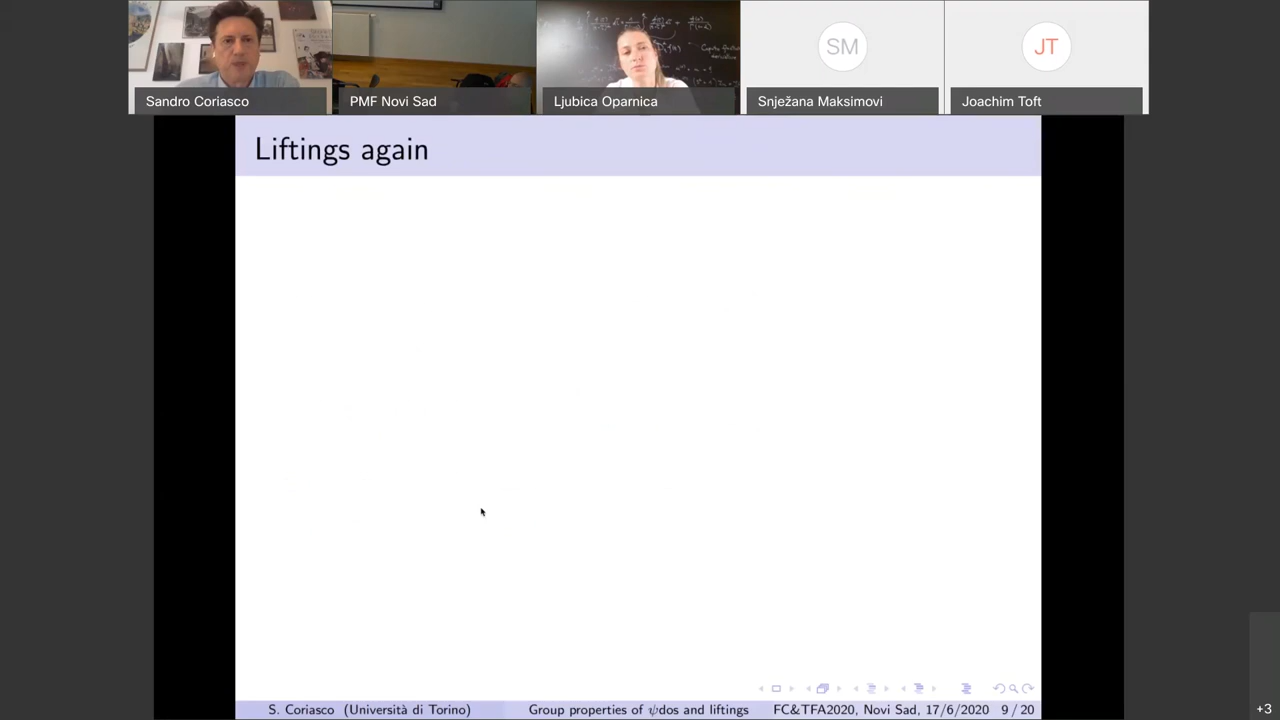 Sandro Coriasco
PMF Novi Sad
Ljubica Oparnica
SM
Snježana Maksimovi
JT
Joachim Toft
Liftings again
S. Coriasco (Università di Torino) Group properties of ψdos and liftings FC&TFA2020, Novi Sad, 17/6/2020 9 / 20
+3